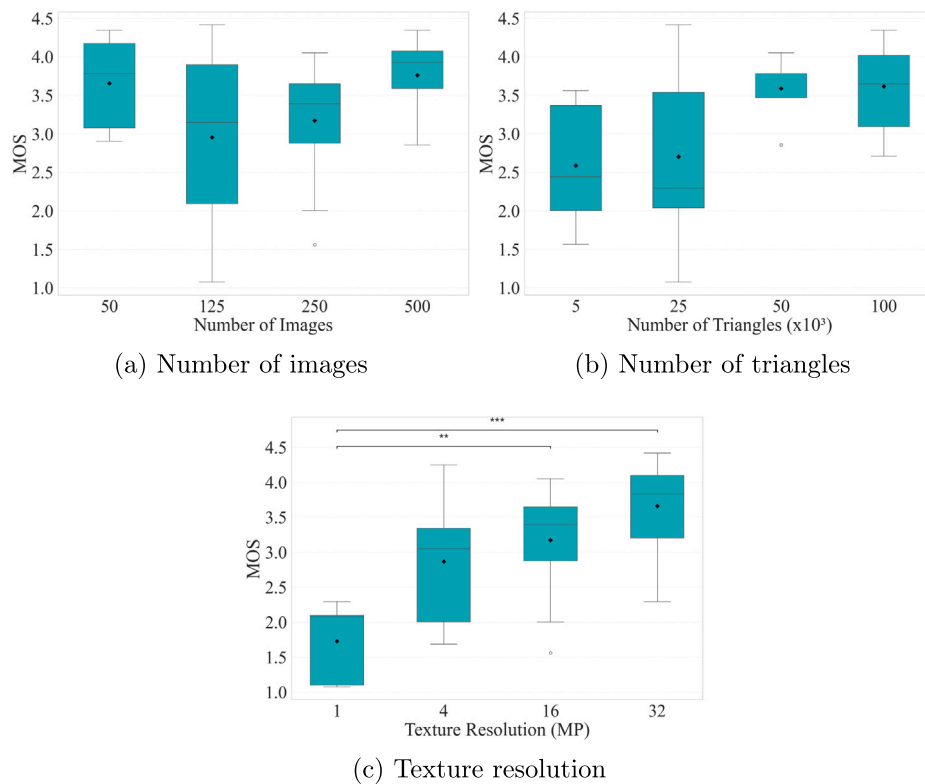 4.5
4.0
3.5
3.0
2.5
2.0
1.5
1.0
MOS
50 125 250 500
Number of Images
(a) Number of images
4.5
4.0
3.5
3.0
2.5
2.0
1.5
1.0
MOS
5 25 50 100
Number of Triangles (x10³)
(b) Number of triangles
***
**
4.5
4.0
3.5
3.0
2.5
2.0
1.5
1.0
MOS
1 4 16 32
Texture Resolution (MP)
(c) Texture resolution